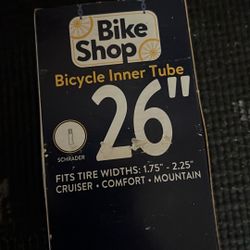 Bike
Shop
Bicycle Inner Tube
26"
SCHRADER
FITS TIRE WIDTHS: 1.75" - 2.25"
CRUISER • COMFORT • MOUNTAIN